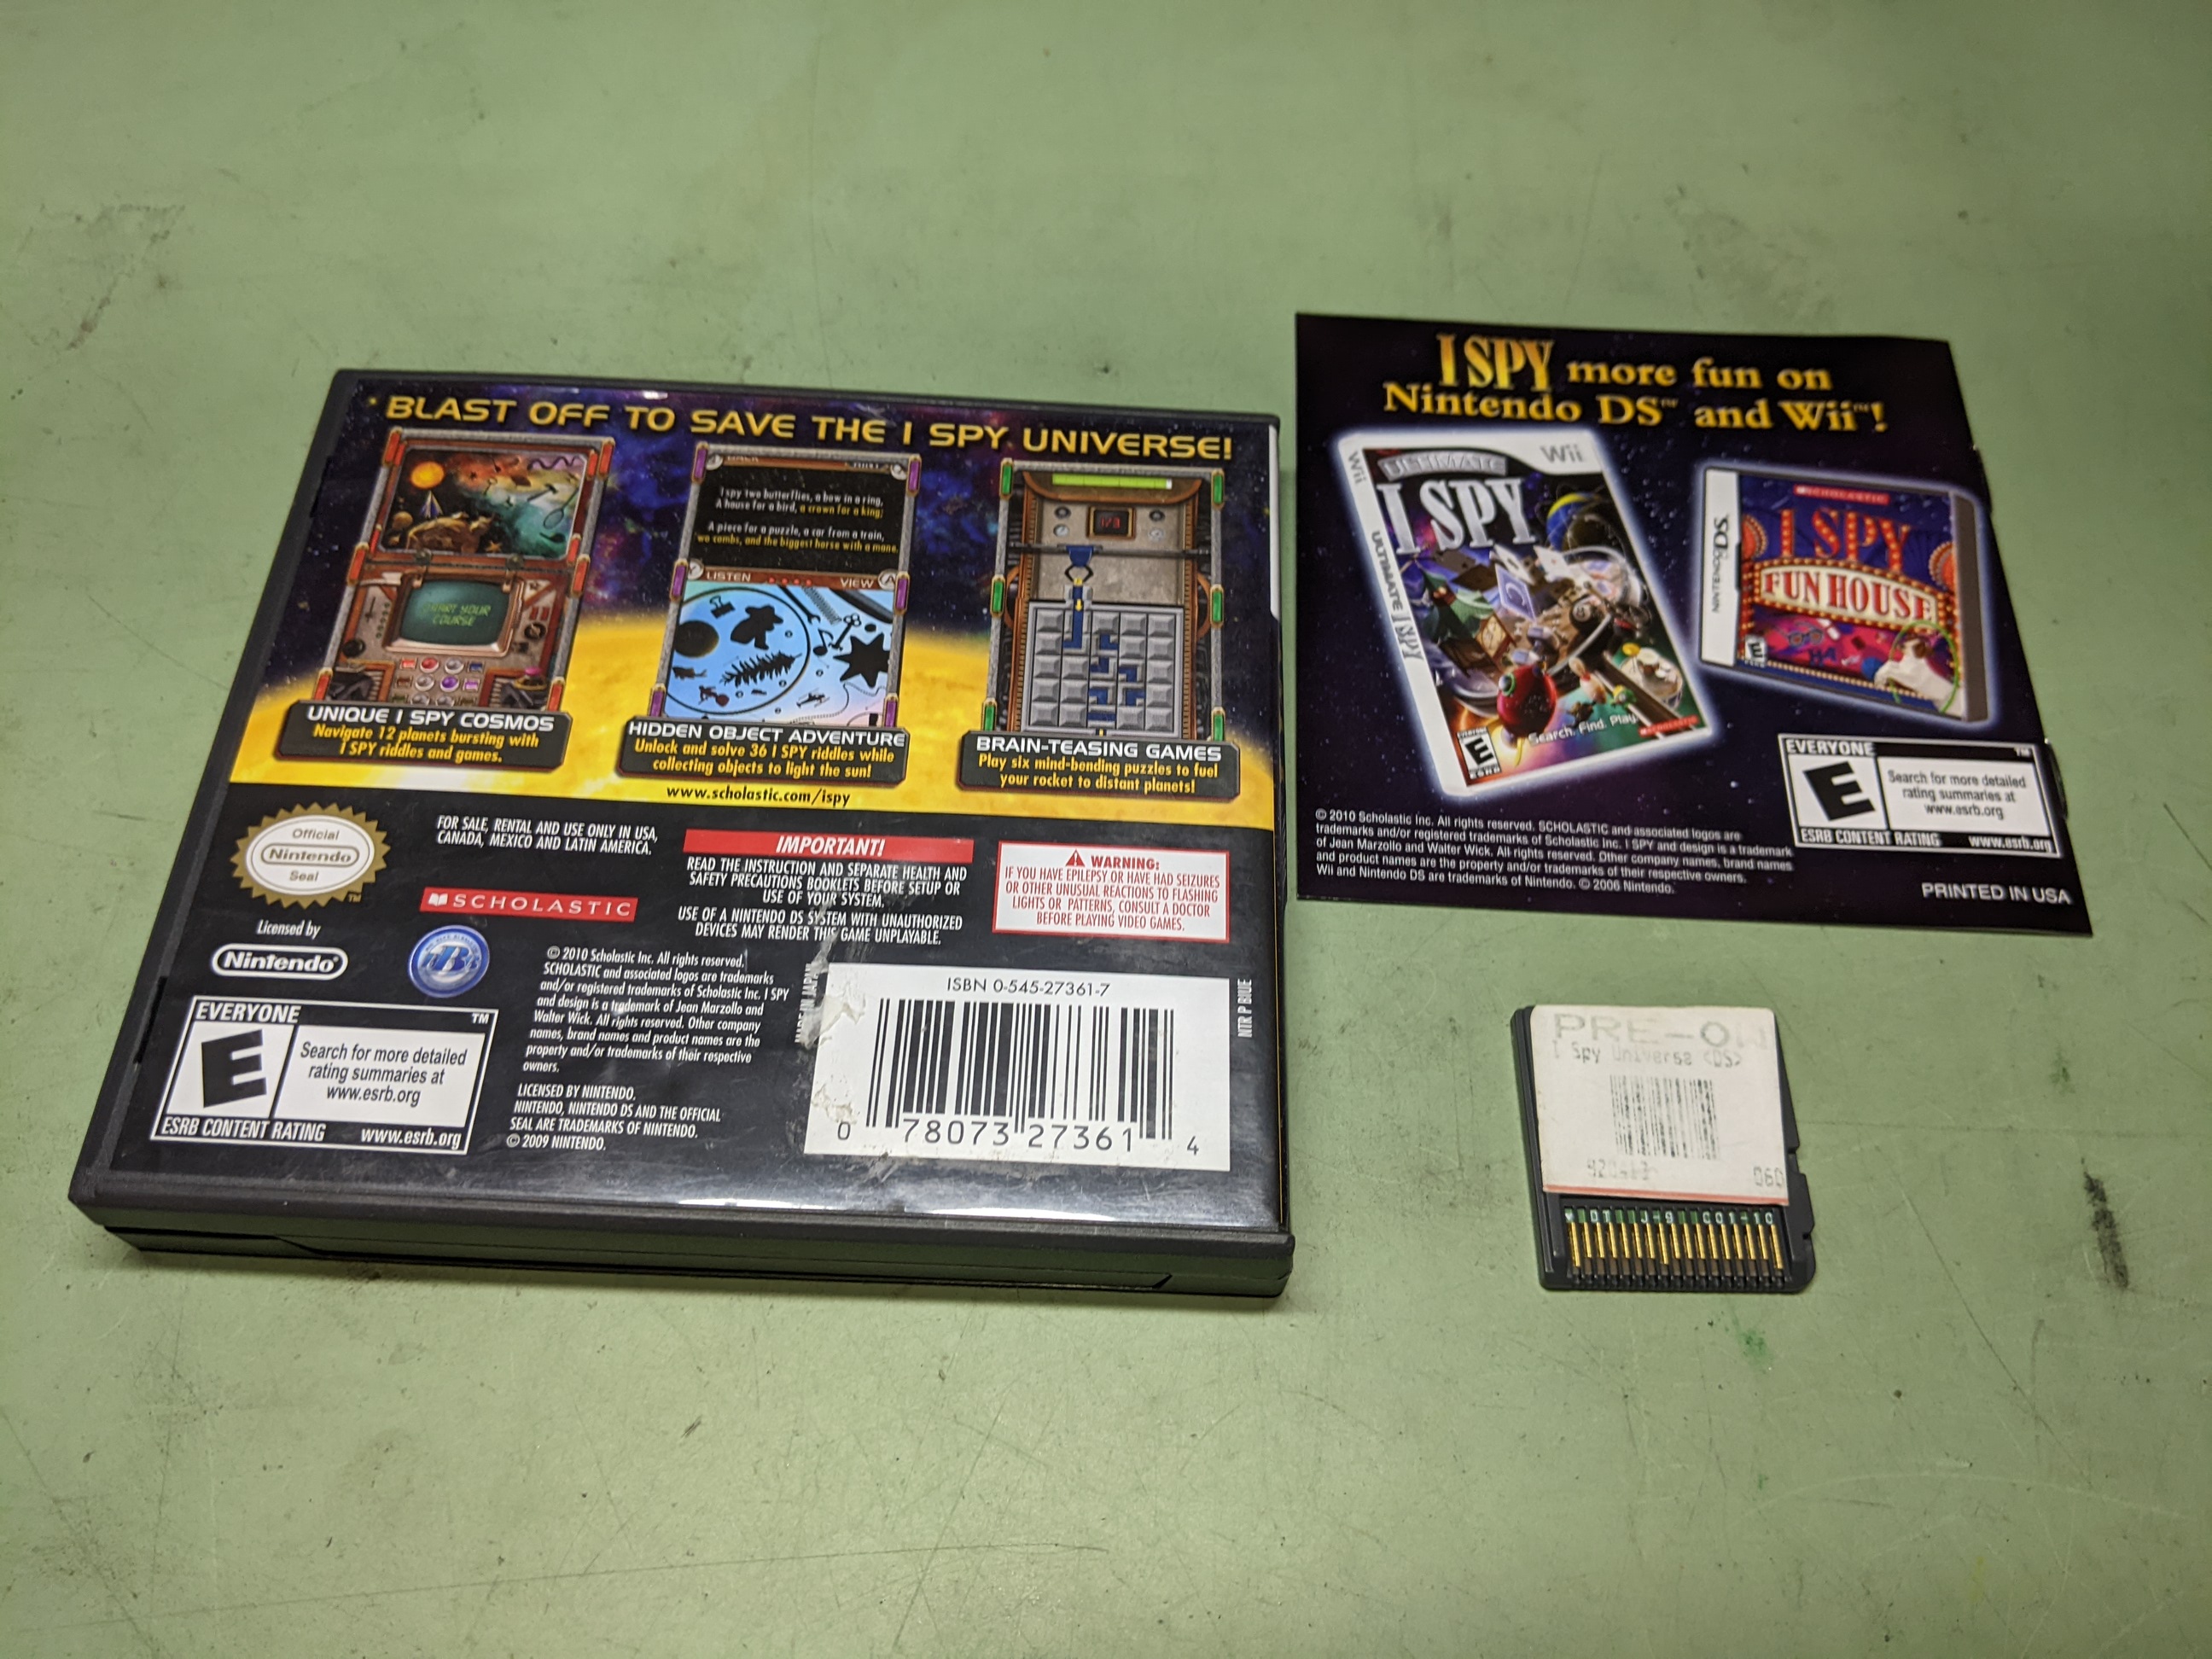 BLAST OFF TO SAVE THE I SPY UNIVERSE!
CHART YOUR
COURSE
I spy two butterflies, a bow in a ring,
A house for a bird, a crown for a king;
A piece for a puzzle, a car from a train,
two combs, and the biggest horse with a mane.
LISTEN
VIEW
UNIQUE I SPY COSMOS
Navigate 12 planets bursting with
I SPY riddles and games.
HIDDEN OBJECT ADVENTURE
Unlock and solve 36 I SPY riddles while
collecting objects to light the sun!
BRAIN-TEASING GAMES
Play six mind-bending puzzles to fuel
your rocket to distant planets!
www.scholastic.com/ispy
Official
Nintendo
Seal
TM
Licensed by
Nintendo®
FOR SALE, RENTAL AND USE ONLY IN USA,
CANADA, MEXICO AND LATIN AMERICA.
SCHOLASTIC
IMPORTANT!
READ THE INSTRUCTION AND SEPARATE HEALTH AND
SAFETY PRECAUTIONS BOOKLETS BEFORE SETUP OR
USE OF YOUR SYSTEM.
USE OF A NINTENDO DS SYSTEM WITH UNAUTHORIZED
DEVICES MAY RENDER THIS GAME UNPLAYABLE.
WARNING:
IF YOU HAVE EPILEPSY OR HAVE HAD SEIZURES
OR OTHER UNUSUAL REACTIONS TO FLASHING
LIGHTS OR PATTERNS, CONSULT A DOCTOR
BEFORE PLAYING VIDEO GAMES.
© 2010 Scholastic Inc. All rights reserved.
SCHOLASTIC and associated logos are trademarks
and/or registered trademarks of Scholastic Inc. I SPY
and design is a trademark of Jean Marzollo and
Walter Wick. All rights reserved. Other company
names, brand names and product names are the
property and/or trademarks of their respective
owners.
LICENSED BY NINTENDO.
NINTENDO, NINTENDO DS AND THE OFFICIAL
SEAL ARE TRADEMARKS OF NINTENDO.
© 2009 NINTENDO.
EVERYONE
TM
E
Search for more detailed
rating summaries at
www.esrb.org
ESRB CONTENT RATING www.esrb.org
MADE IN JAPAN
ISBN 0-545-27361-7
0 78073 27361 4
NTR P BIUE
I SPY more fun on
Nintendo DS™ and Wii™!
Wii
Wii
ULTIMATE I SPY
ULTIMATE
I SPY
Search. Find. Play
SCHOLASTIC
EVERYONE
E
ESRB
NINTENDO DS
SCHOLASTIC
I SPY
FUN HOUSE
E
EVERYONE
TM
E
Search for more detailed
rating summaries at
www.esrb.org
ESRB CONTENT RATING www.esrb.org
© 2010 Scholastic Inc. All rights reserved. SCHOLASTIC and associated logos are
trademarks and/or registered trademarks of Scholastic Inc. I SPY and design is a trademark
of Jean Marzollo and Walter Wick. All rights reserved. Other company names, brand names
and product names are the property and/or trademarks of their respective owners.
Wii and Nintendo DS are trademarks of Nintendo. © 2006 Nintendo.
PRINTED IN USA
PRE-O
I Spy Universe <DS>
060